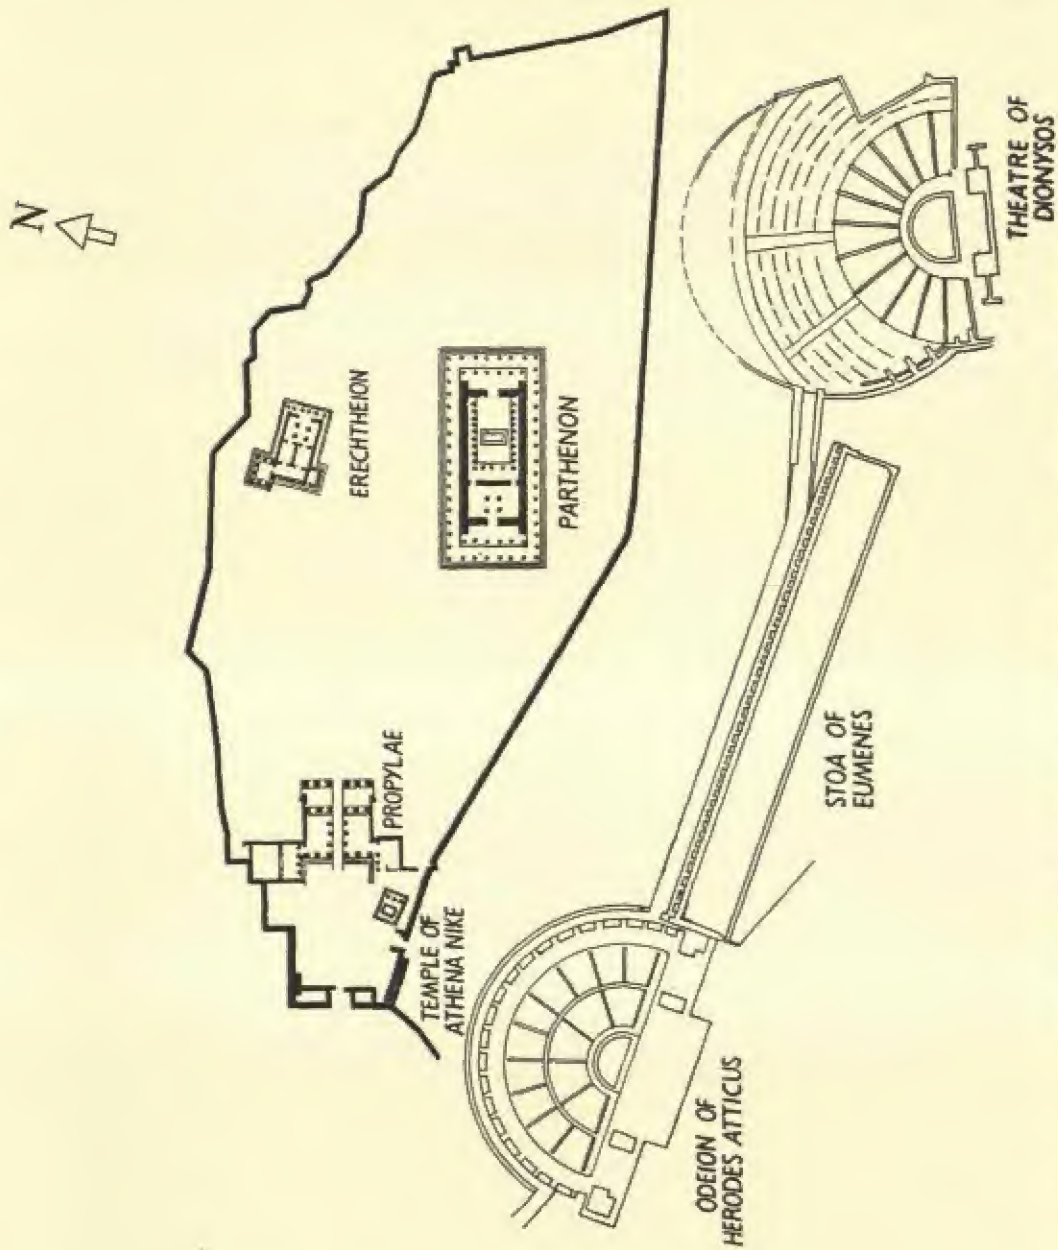 N
ERECHTHEION
PARTHENON
PROPYLAE
TEMPLE OF
ATHENA NIKE
THEATRE OF
DIONYSOS
STOA OF
EUMENES
ODEION OF
HERODES ATTICUS